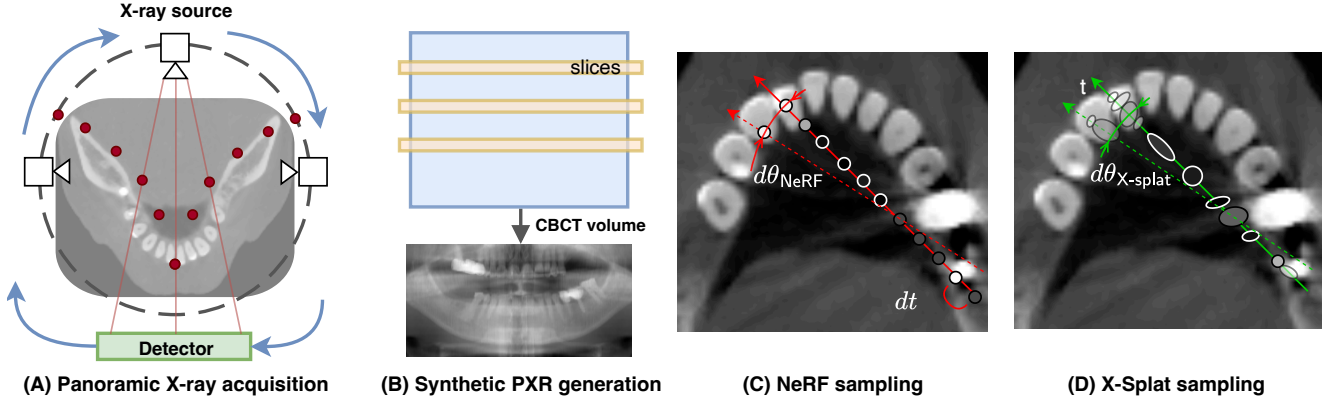 X-ray source
Detector
(A) Panoramic X-ray acquisition
slices
CBCT volume
(B) Synthetic PXR generation
dθNeRF
dt
(C) NeRF sampling
t
dθX-splat
(D) X-Splat sampling